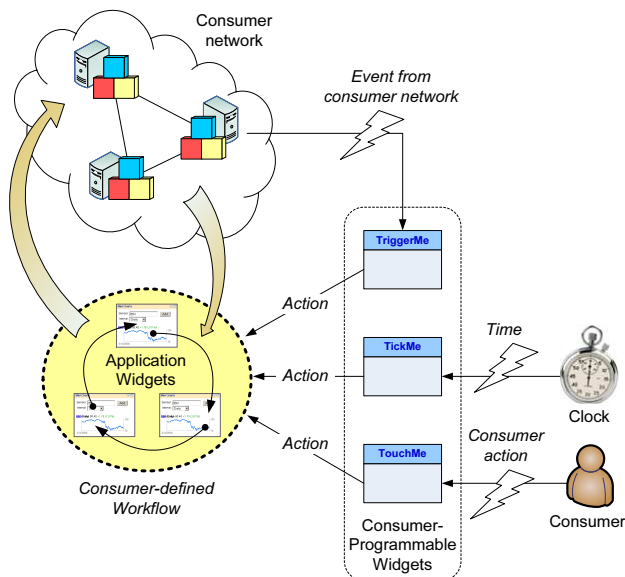 Consumer
network
Event from
consumer network
TriggerMe
Action
Time
TickMe
Application
Widgets
Action
Clock
Consumer
action
TouchMe
Action
Consumer-defined
Workflow
Consumer
Consumer-
Programmable
Widgets